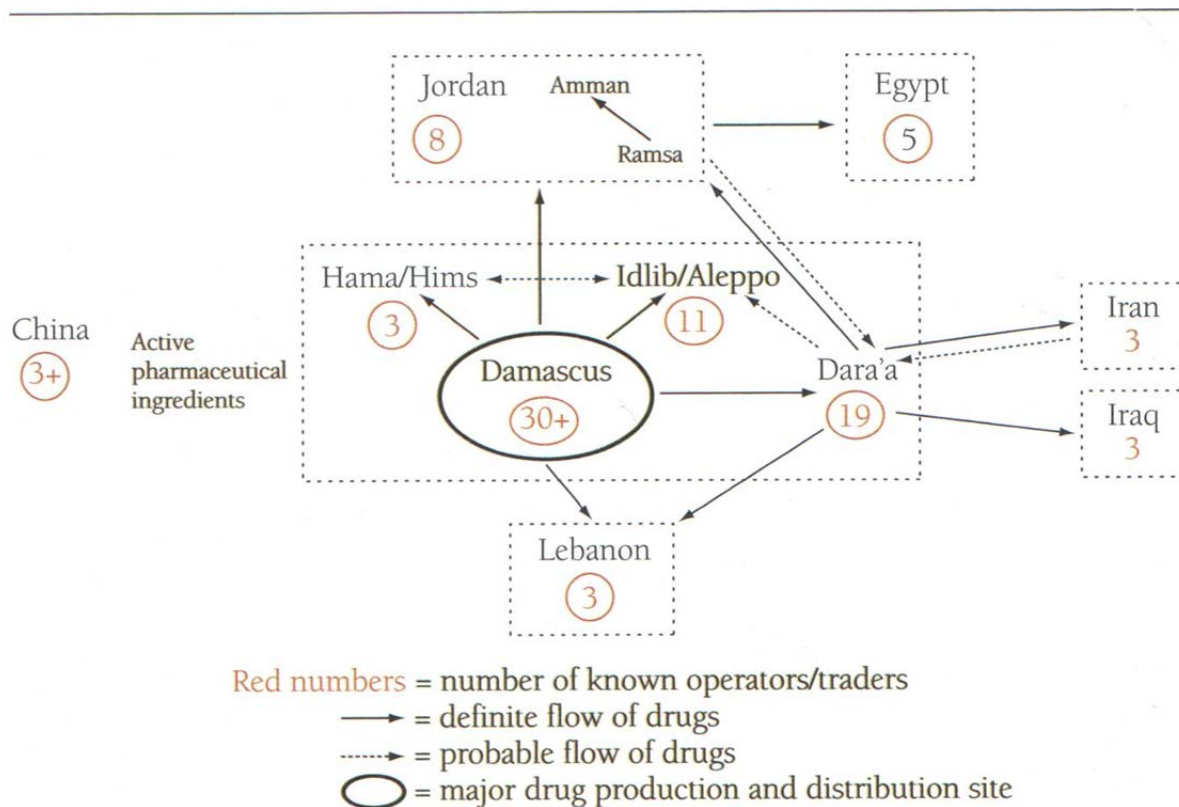 Jordan
Amman
8
Ramsa
Egypt
5
Hama/Hims
3
Idlib/Aleppo
11
China
3+
Active
pharmaceutical
ingredients
Damascus
30+
Dara'a
19
Iran
3
Iraq
3
Lebanon
3
Red numbers = number of known operators/traders
= definite flow of drugs
= probable flow of drugs
= major drug production and distribution site